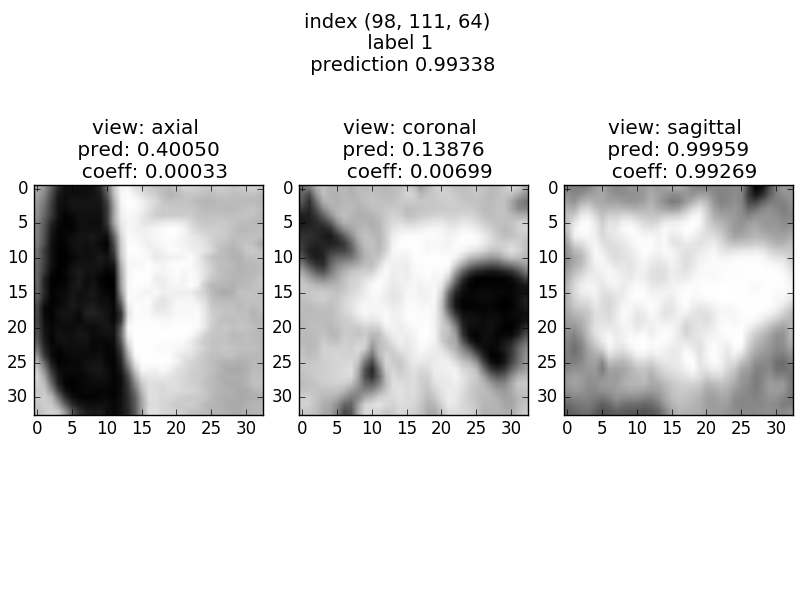 index (98, 111, 64)
label 1
prediction 0.99338
view: axial
pred: 0.40050
coeff: 0.00033
0
5
10
15
20
25
30
0 5 10 15 20 25 30
view: coronal
pred: 0.13876
coeff: 0.00699
0
5
10
15
20
25
30
0 5 10 15 20 25 30
view: sagittal
pred: 0.99959
coeff: 0.99269
0
5
10
15
20
25
30
0 5 10 15 20 25 30